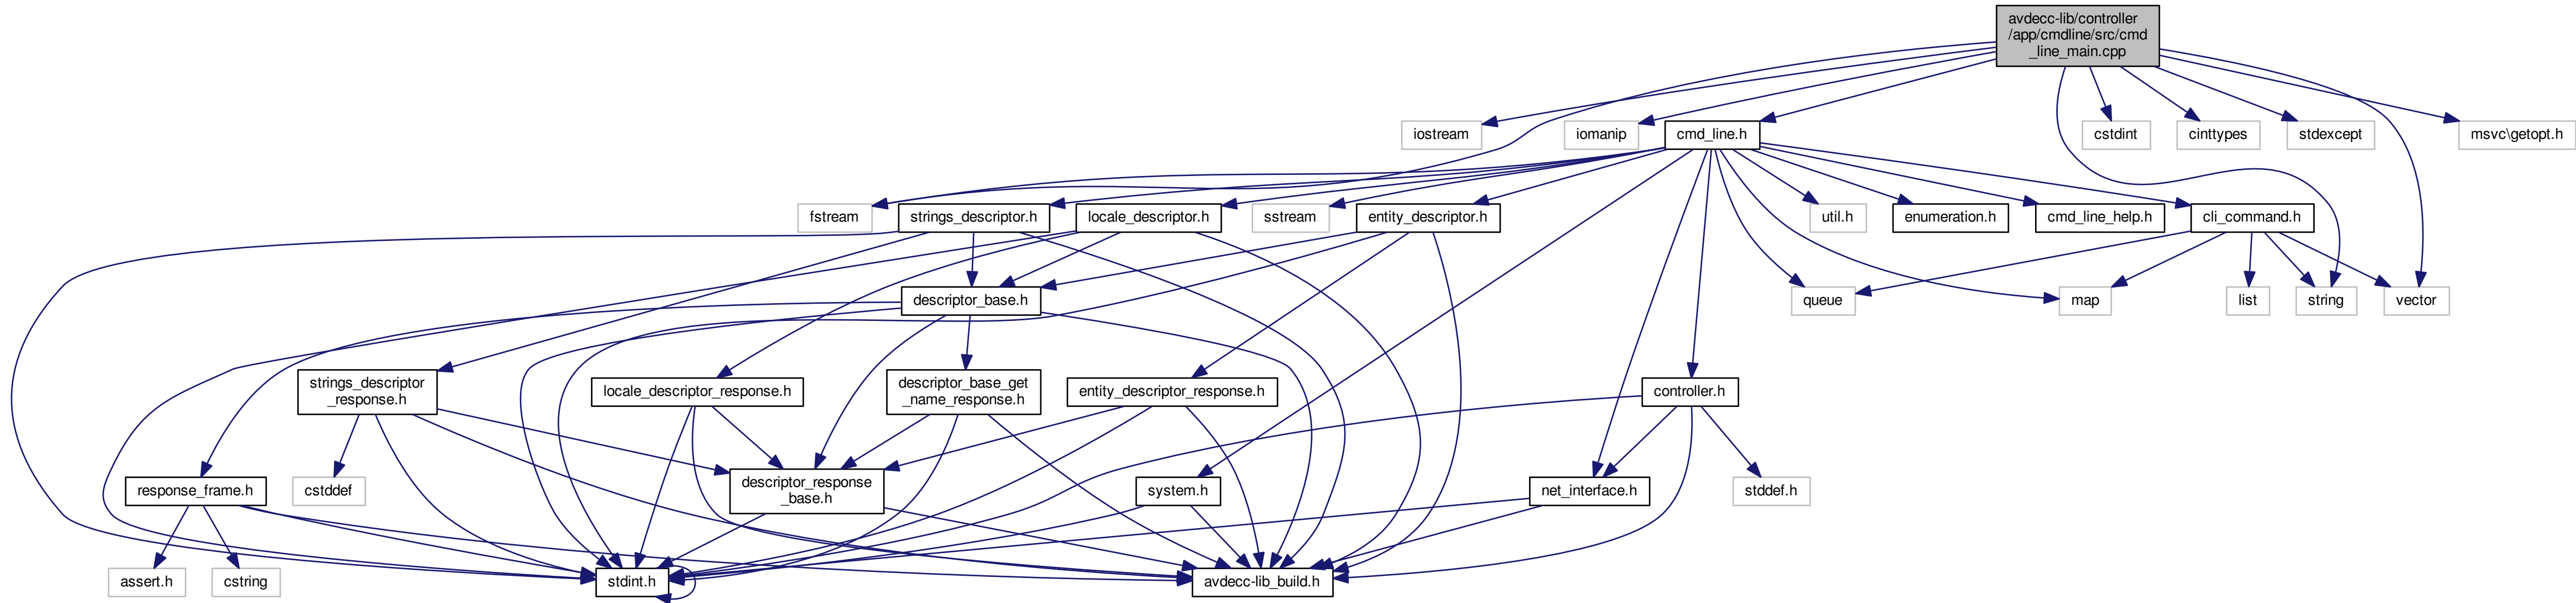 avdecc-lib/controller
/app/cmdline/src/cmd
_line_main.cpp
iostream
iomanip
cmd_line.h
cstdint
cinttypes
stdexcept
msvc\getopt.h
fstream
strings_descriptor.h
locale_descriptor.h
sstream
entity_descriptor.h
util.h
enumeration.h
cmd_line_help.h
cli_command.h
descriptor_base.h
queue
map
list
string
vector
strings_descriptor
_response.h
locale_descriptor_response.h
descriptor_base_get
_name_response.h
entity_descriptor_response.h
controller.h
response_frame.h
cstddef
descriptor_response
_base.h
system.h
net_interface.h
stddef.h
assert.h
cstring
stdint.h
avdecc-lib_build.h